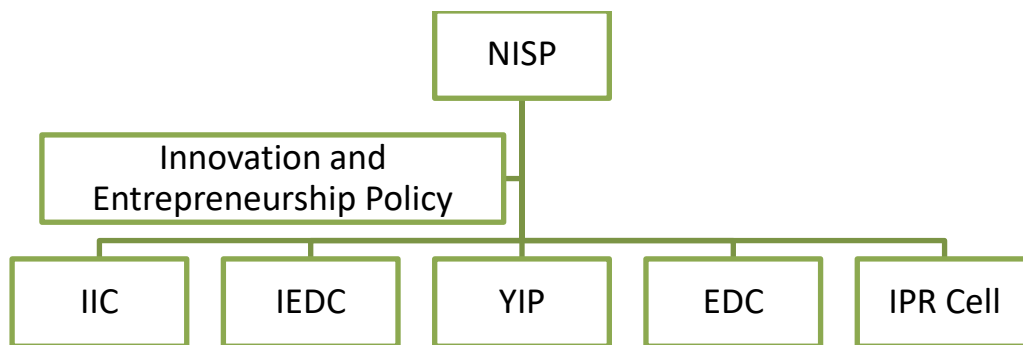 NISP
Innovation and
Entrepreneurship Policy
IIC
IEDC
YIP
EDC
IPR Cell